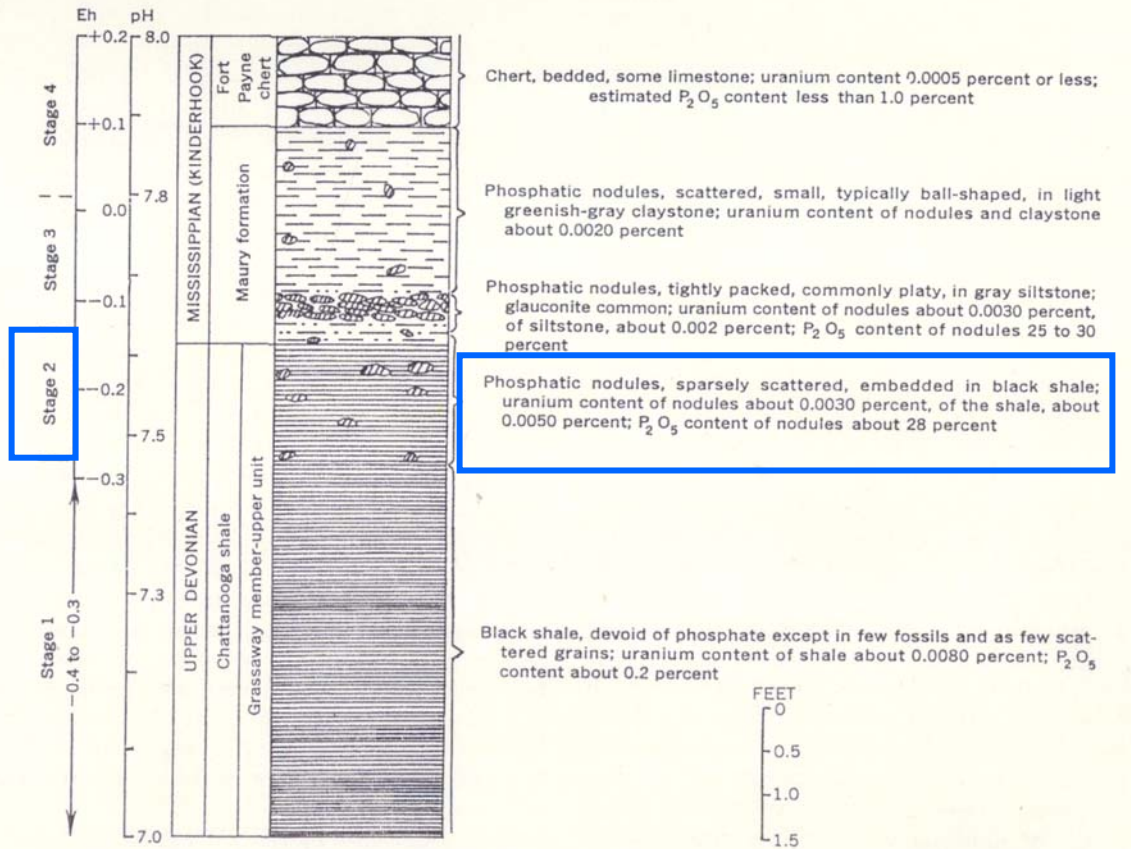 Eh pH
+0.2 8.0
Stage 4
+0.1
7.8
0.0
Stage 3
−0.1
Stage 2
−0.2
7.5
−0.3
7.3
Stage 1
−0.4 to −0.3
7.0
MISSISSIPPIAN (KINDERHOOK)
Fort
Payne
chert
Maury formation
UPPER DEVONIAN
Chattanooga shale
Grassaway member-upper unit
Chert, bedded, some limestone; uranium content 0.0005 percent or less;
estimated P2O5 content less than 1.0 percent
Phosphatic nodules, scattered, small, typically ball-shaped, in light
greenish-gray claystone; uranium content of nodules and claystone
about 0.0020 percent
Phosphatic nodules, tightly packed, commonly platy, in gray siltstone;
glauconite common; uranium content of nodules about 0.0030 percent,
of siltstone, about 0.002 percent; P2O5 content of nodules 25 to 30
percent
Phosphatic nodules, sparsely scattered, embedded in black shale;
uranium content of nodules about 0.0030 percent, of the shale, about
0.0050 percent; P2O5 content of nodules about 28 percent
Black shale, devoid of phosphate except in few fossils and as few scat-
tered grains; uranium content of shale about 0.0080 percent; P2O5
content about 0.2 percent
FEET
0
0.5
1.0
1.5